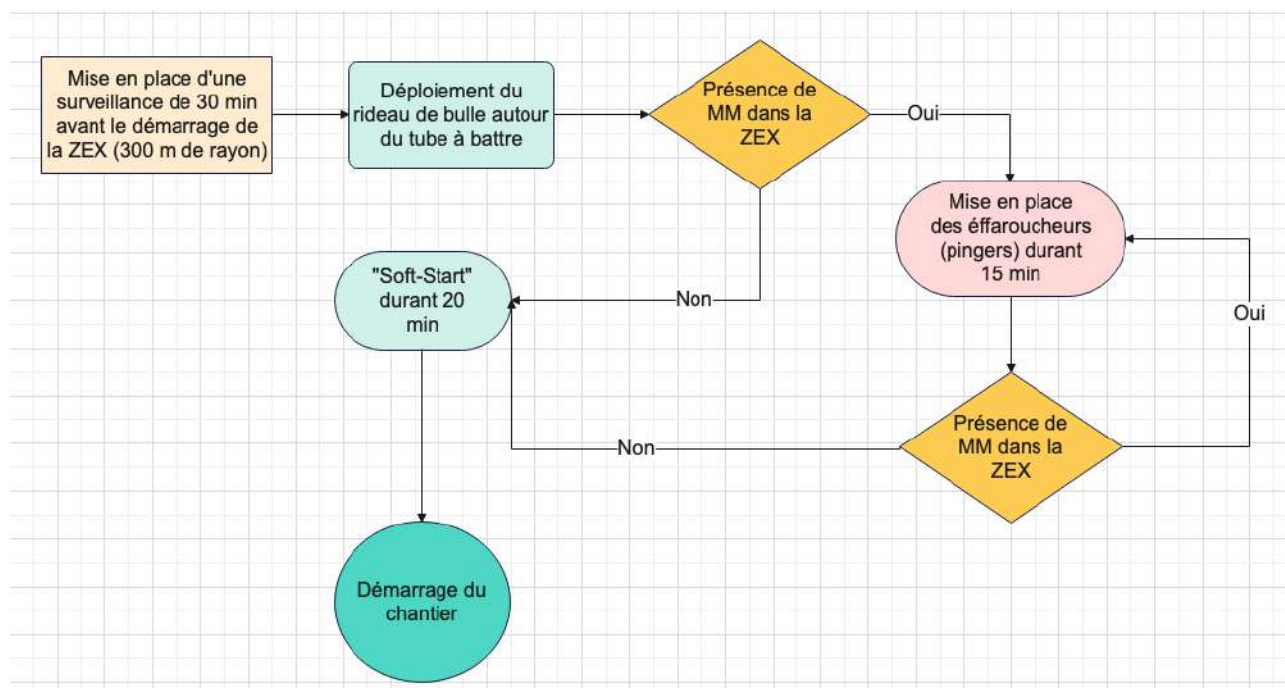 Mise en place d'une
surveillance de 30 min
avant le démarrage de
la ZEX (300 m de rayon)
Déploiement du
rideau de bulle autour
du tube à battre
Présence de
MM dans la
ZEX
Oui
Mise en place
des éffaroucheurs
(pingers) durant
15 min
"Soft-Start"
durant 20
min
Non
Oui
Présence de
MM dans la
ZEX
Non
Démarrage du
chantier